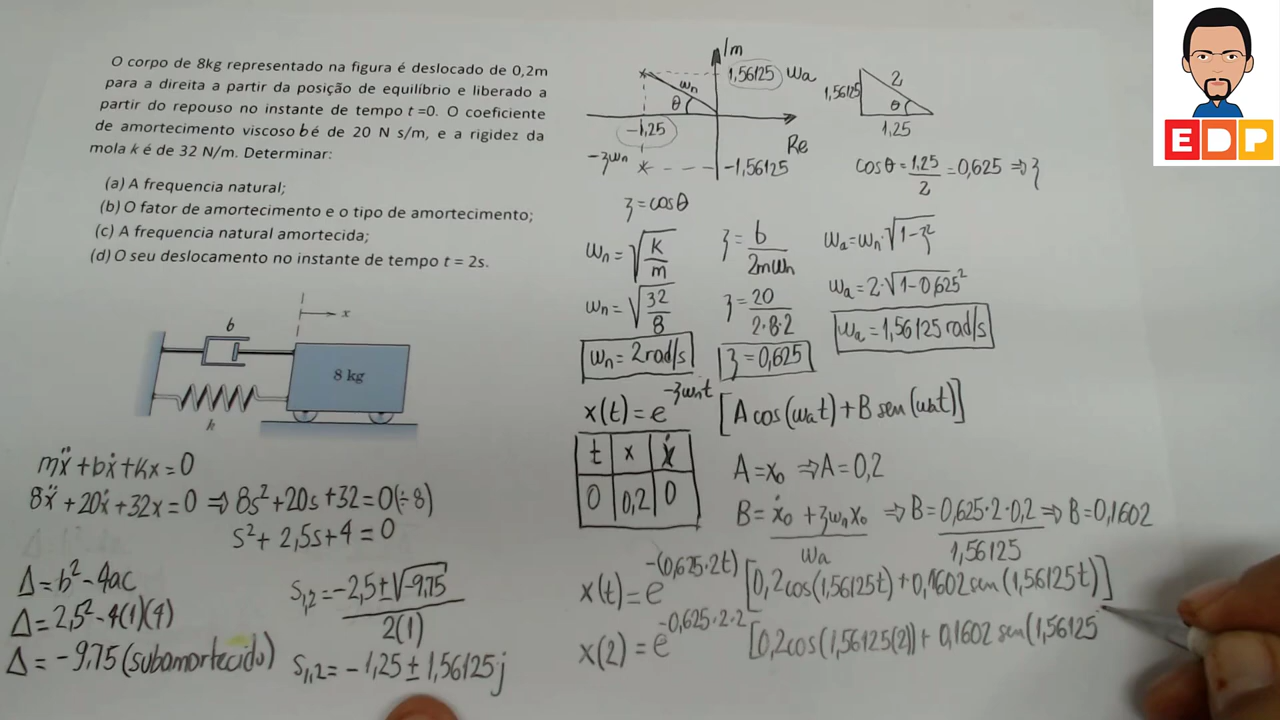 O corpo de 8kg representado na figura é deslocado de 0,2m
para a direita a partir da posição de equilíbrio e liberado a
partir do repouso no instante de tempo t =0. O coeficiente
de amortecimento viscoso b é de 20 N s/m, e a rigidez da
mola k é de 32 N/m. Determinar:
(a) A frequencia natural;
(b) O fator de amortecimento e o tipo de amortecimento;
(c) A frequencia natural amortecida;
(d) O seu deslocamento no instante de tempo t = 2s.
b
x
8 kg
k
mẍ + bẋ + kx = 0
8ẍ + 20ẋ + 32x = 0 ⇒ 8s² + 20s + 32 = 0 (÷8)
s² + 2,5s + 4 = 0
Δ = b² - 4ac
Δ = 2,5² - 4(1)(4)
Δ = -9,75 (subamortecido)
S₁,₂ = -2,5 ± √-9,75
2(1)
S₁,₂ = -1,25 ± 1,56125j
Im
1,56125 ωa
ωn
θ
-1,25
Re
-ζωn
-1,56125
ζ = cosθ
1,56125
2
θ
1,25
cosθ = 1,25/2 = 0,625 ⇒ ζ
ωn = √k/m
ωn = √32/8
ωn = 2 rad/s
ζ = b/2mωn
ζ = 20/2·8·2
ζ = 0,625
ωa = ωn·√1-ζ²
ωa = 2·√1-0,625²
ωa = 1,56125 rad/s
x(t) = e^-ζωnt [A cos(ωat) + B sen(ωat)]
t x ẋ
0 0,2 0
A = x₀ ⇒ A = 0,2
B = ẋ₀ + ζωnx₀/ωa ⇒ B = 0,625·2·0,2/1,56125 ⇒ B = 0,1602
x(t) = e^-(0,625·2t) [0,2cos(1,56125t) + 0,1602 sen(1,56125t)]
x(2) = e^-0,625·2·2 [0,2cos(1,56125(2)) + 0,1602 sen(1,56125
EDP